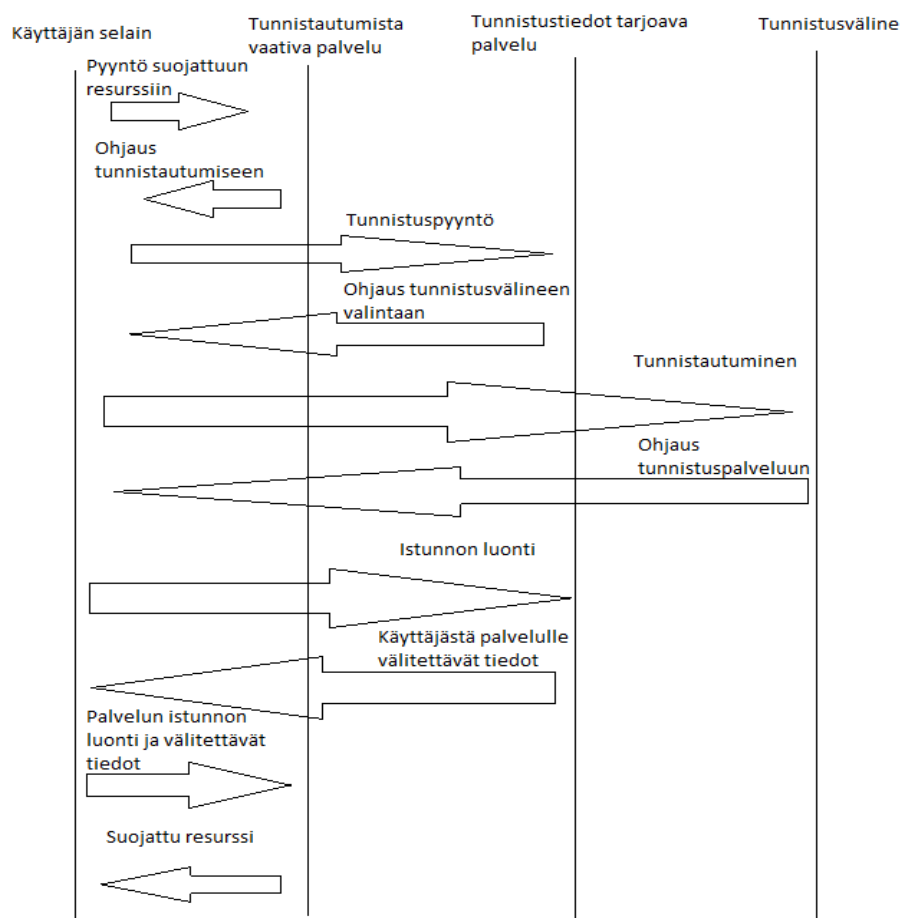 Käyttäjän selain
Tunnistautumista
vaativa palvelu
Tunnistustiedot tarjoava
palvelu
Tunnistusväline
Pyyntö suojattuun
resurssiin
Ohjaus
tunnistautumiseen
Tunnistuspyyntö
Ohjaus tunnistusvälineen
valintaan
Tunnistautuminen
Ohjaus
tunnistuspalveluun
Istunnon luonti
Käyttäjästä palvelulle
välitettävät tiedot
Palvelun istunnon
luonti ja välitettävät
tiedot
Suojattu resurssi